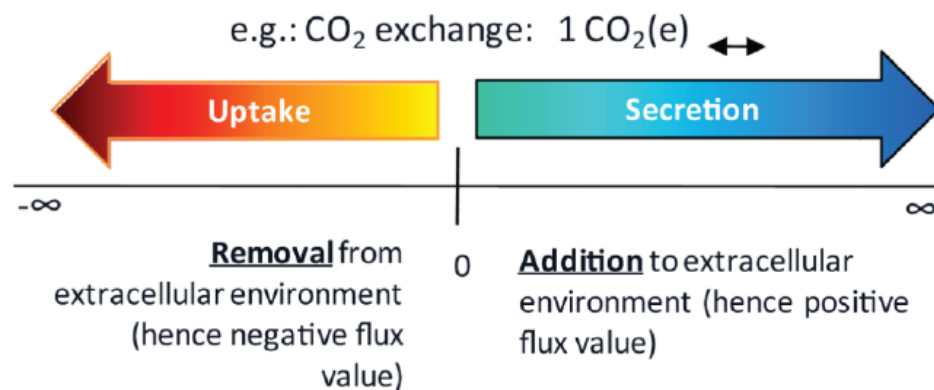 e.g.: CO₂ exchange: 1 CO₂(e) ↔
Uptake
Secretion
-∞
∞
0
Removal from
extracellular environment
(hence negative flux
value)
Addition to extracellular
environment (hence positive
flux value)